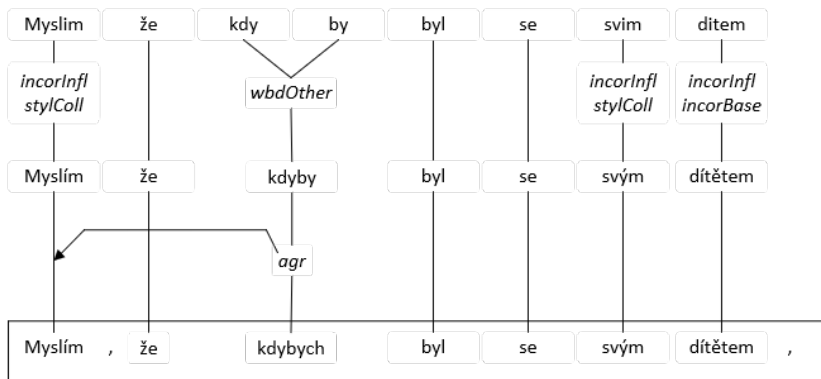 Myslim že kdy by byl se svim ditem
incorInfl incorInfl incorInfl
stylColl wbdOther stylColl incorBase
Myslím že kdyby byl se svým dítětem
agr
Myslím , že kdybych byl se svým dítětem ,